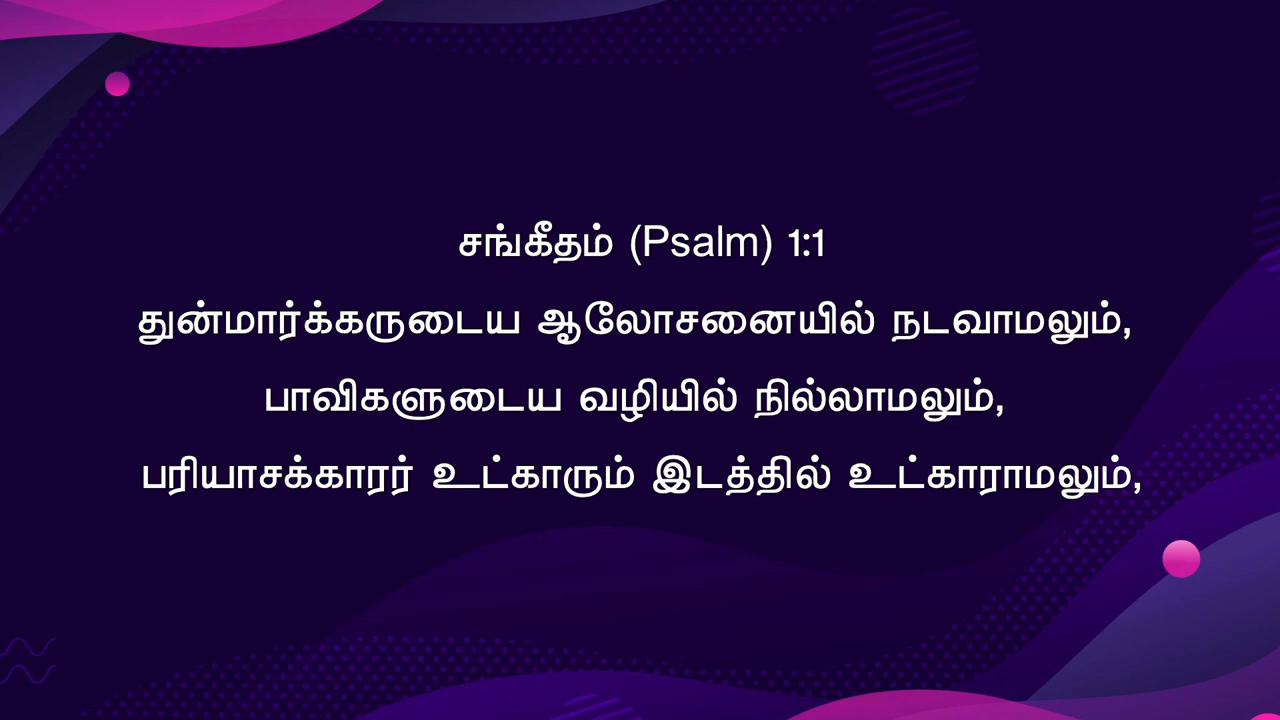 சங்கீதம் (Psalm) 1:1
துன்மார்க்கருடைய ஆலோசனையில் நடவாமலும்,
பாவிகளுடைய வழியில் நில்லாமலும்,
பரியாசக்காரர் உட்காரும் இடத்தில் உட்காராமலும்,